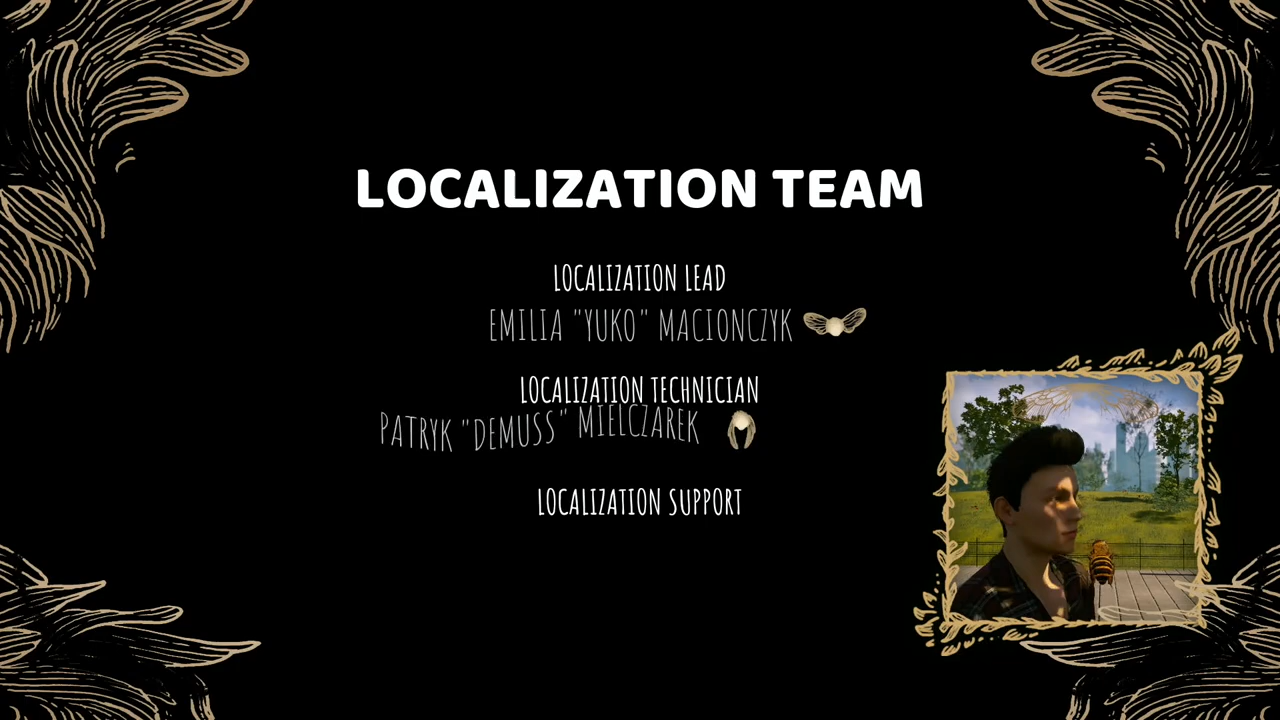 LOCALIZATION TEAM
LOCALIZATION LEAD
EMILIA "YUKO" MACIONCZYK
LOCALIZATION TECHNICIAN
PATRYK "DEMUSS" MIELCZAREK
LOCALIZATION SUPPORT